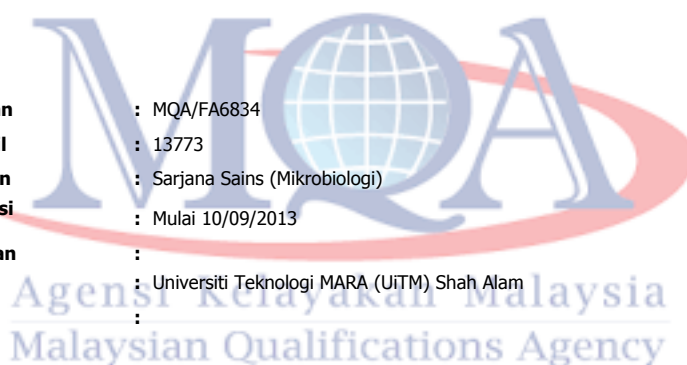 MQA
an : MQA/FA6834
l : 13773
n : Sarjana Sains (Mikrobiologi)
si : Mulai 10/09/2013
an :
: Universiti Teknologi MARA (UiTM) Shah Alam
Agensi Kelayakan Malaysia
:
Malaysian Qualifications Agency